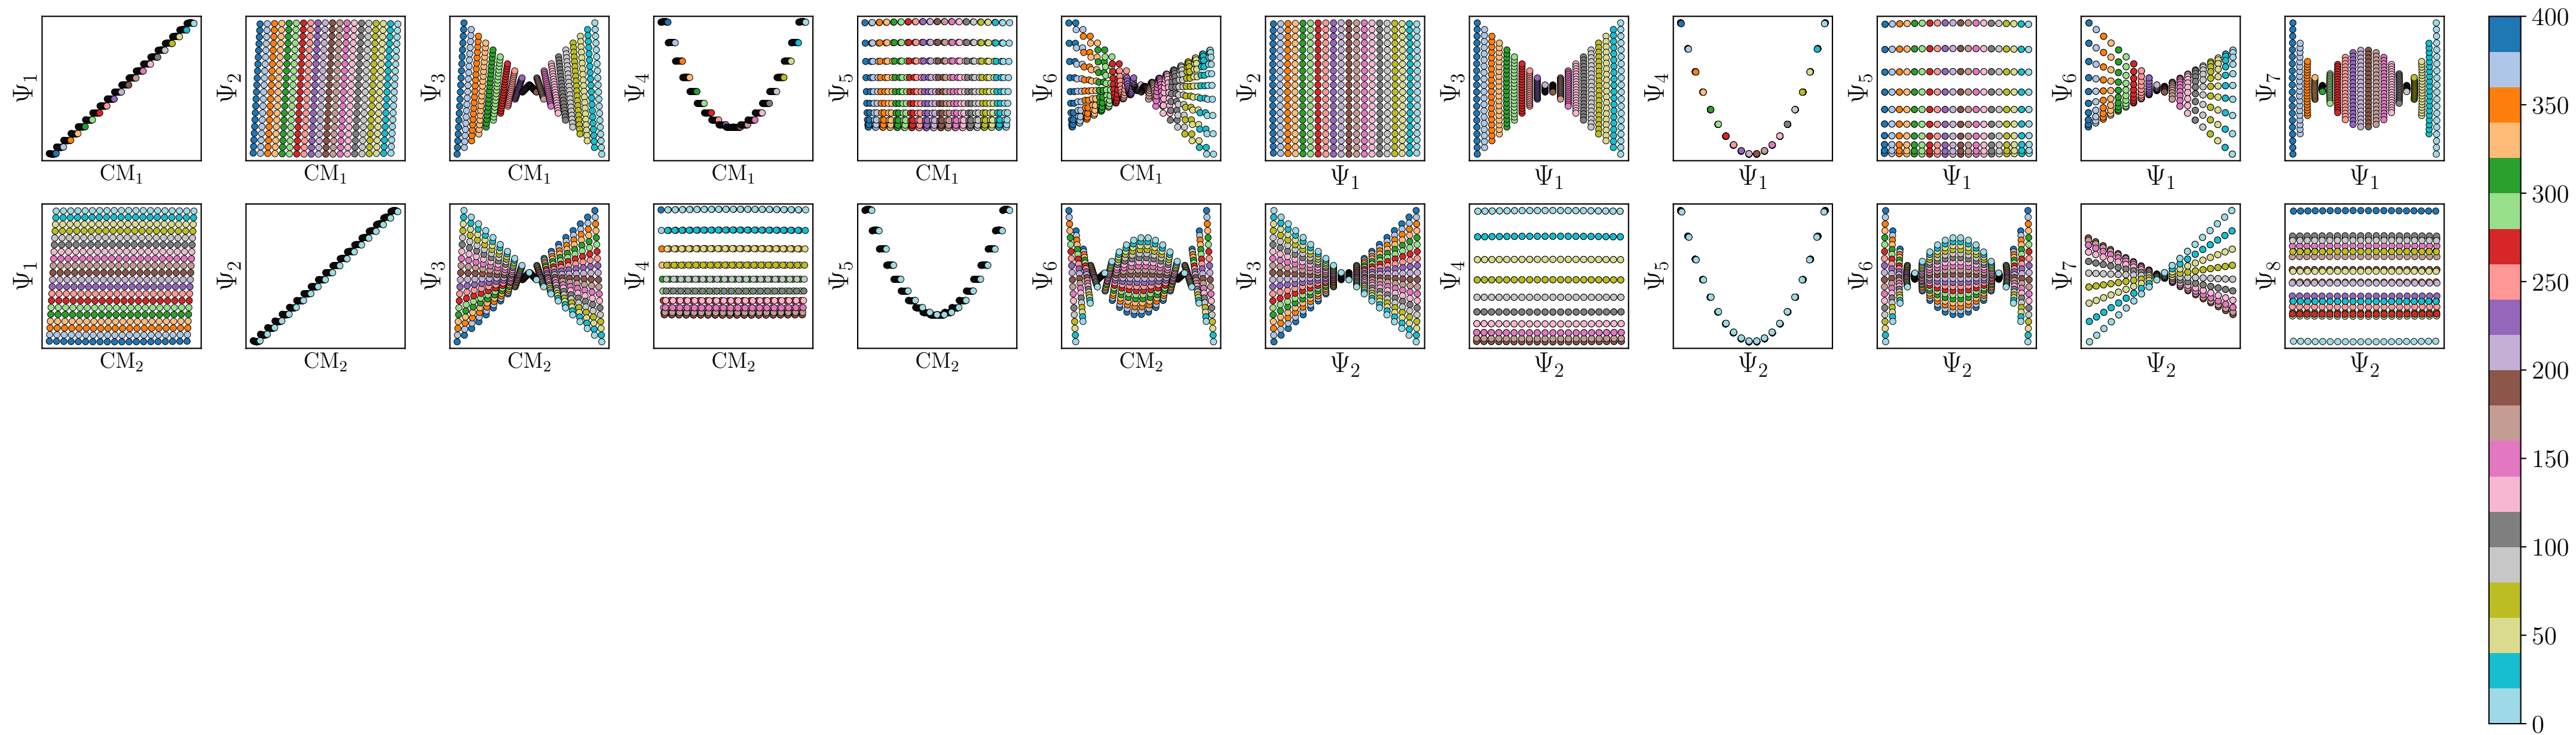 Ψ₁
CM₁
Ψ₂
CM₁
Ψ₃
CM₁
Ψ₄
CM₁
Ψ₅
CM₁
Ψ₆
CM₁
Ψ₂
Ψ₁
Ψ₃
Ψ₁
Ψ₄
Ψ₁
Ψ₅
Ψ₁
Ψ₆
Ψ₁
Ψ₇
Ψ₁
Ψ₁
CM₂
Ψ₂
CM₂
Ψ₃
CM₂
Ψ₄
CM₂
Ψ₅
CM₂
Ψ₆
CM₂
Ψ₃
Ψ₂
Ψ₄
Ψ₂
Ψ₅
Ψ₂
Ψ₆
Ψ₂
Ψ₇
Ψ₂
Ψ₈
Ψ₂
400
350
300
250
200
150
100
50
0